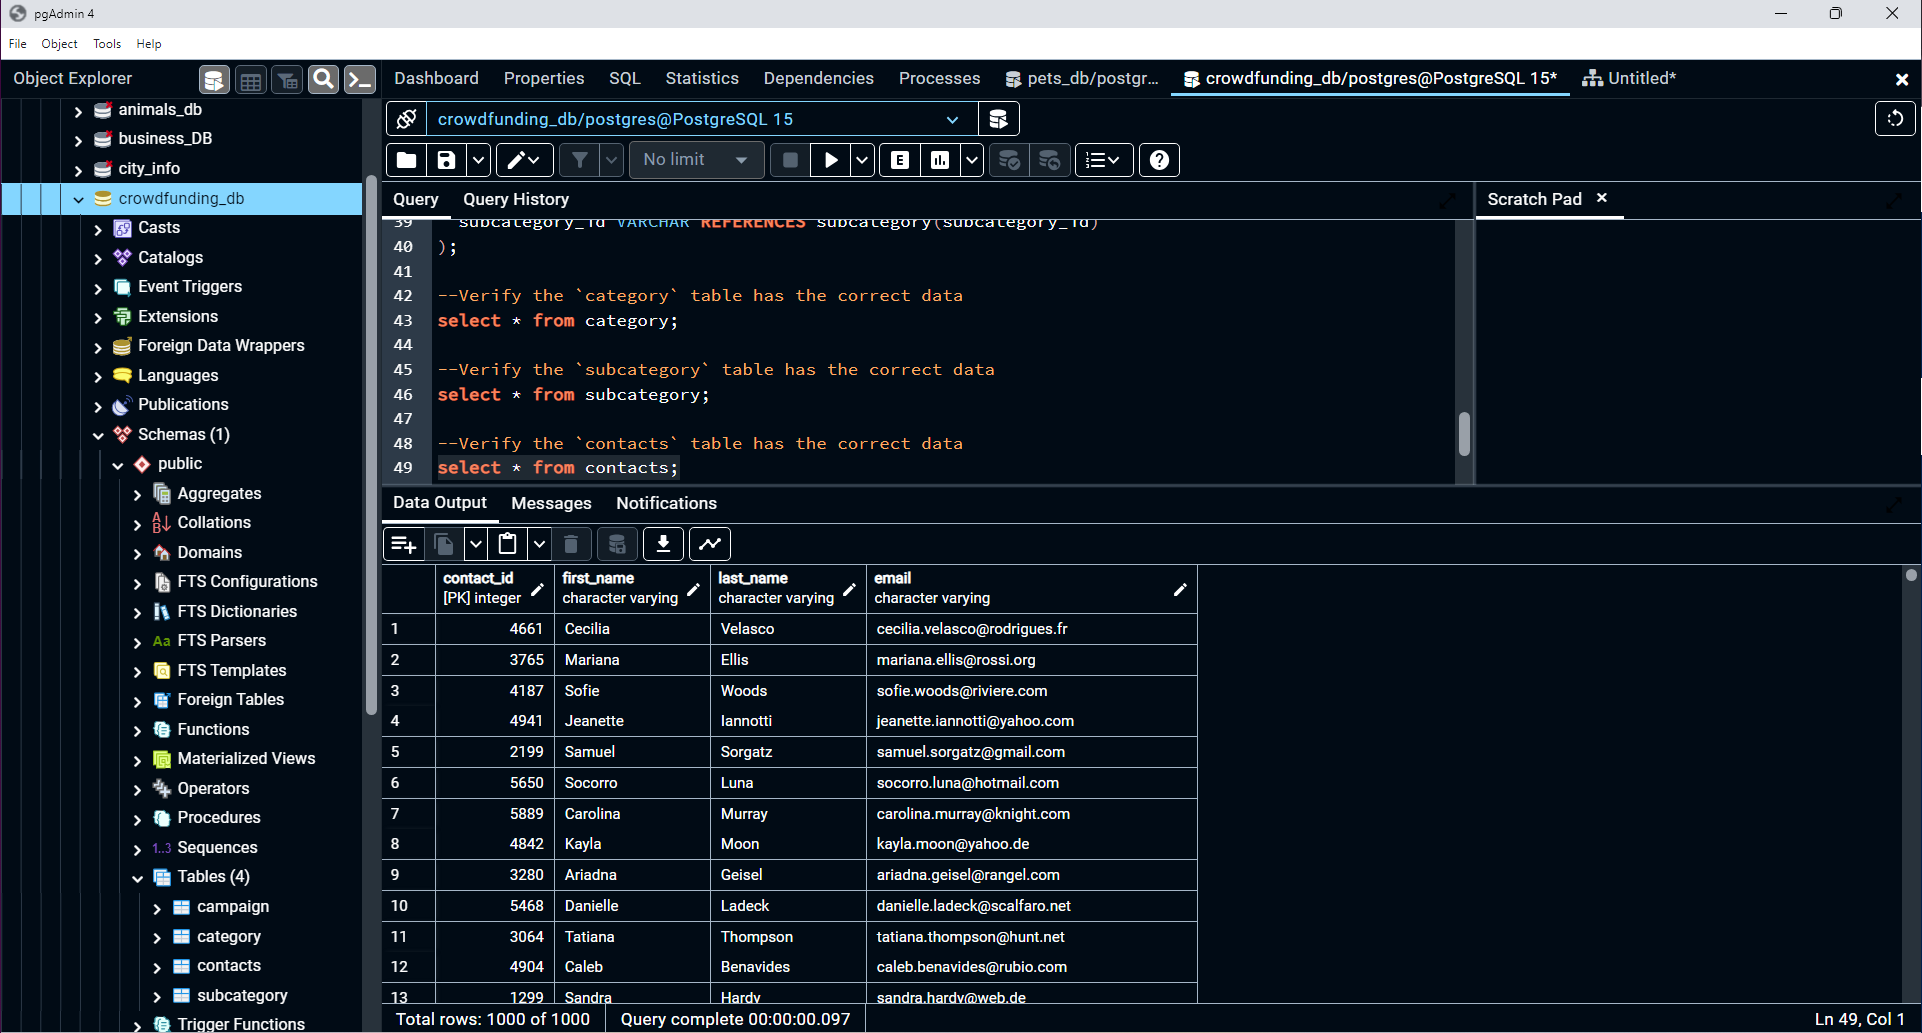 pgAdmin 4
File Object Tools Help
Object Explorer
Dashboard Properties SQL Statistics Dependencies Processes pets_db/postgr... crowdfunding_db/postgres@PostgreSQL 15* Untitled*
animals_db
business_DB
city_info
crowdfunding_db
Casts
Catalogs
Event Triggers
Extensions
Foreign Data Wrappers
Languages
Publications
Schemas (1)
public
Aggregates
Collations
Domains
FTS Configurations
FTS Dictionaries
Aa FTS Parsers
FTS Templates
Foreign Tables
Functions
Materialized Views
Operators
Procedures
1..3 Sequences
Tables (4)
campaign
category
contacts
subcategory
Trigger Functions
crowdfunding_db/postgres@PostgreSQL 15
No limit
E
Query Query History
Scratch Pad
39 subcategory_id VARCHAR REFERENCES subcategory(subcategory_id)
40 );
41
42 --Verify the `category` table has the correct data
43 select * from category;
44
45 --Verify the `subcategory` table has the correct data
46 select * from subcategory;
47
48 --Verify the `contacts` table has the correct data
49 select * from contacts;
Data Output Messages Notifications
contact_id first_name last_name email
[PK] integer character varying character varying character varying
1 4661 Cecilia Velasco cecilia.velasco@rodrigues.fr
2 3765 Mariana Ellis mariana.ellis@rossi.org
3 4187 Sofie Woods sofie.woods@riviere.com
4 4941 Jeanette Iannotti jeanette.iannotti@yahoo.com
5 2199 Samuel Sorgatz samuel.sorgatz@gmail.com
6 5650 Socorro Luna socorro.luna@hotmail.com
7 5889 Carolina Murray carolina.murray@knight.com
8 4842 Kayla Moon kayla.moon@yahoo.de
9 3280 Ariadna Geisel ariadna.geisel@rangel.com
10 5468 Danielle Ladeck danielle.ladeck@scalfaro.net
11 3064 Tatiana Thompson tatiana.thompson@hunt.net
12 4904 Caleb Benavides caleb.benavides@rubio.com
13 1299 Sandra Hardy sandra.hardy@web.de
Total rows: 1000 of 1000 Query complete 00:00:00.097
Ln 49, Col 1